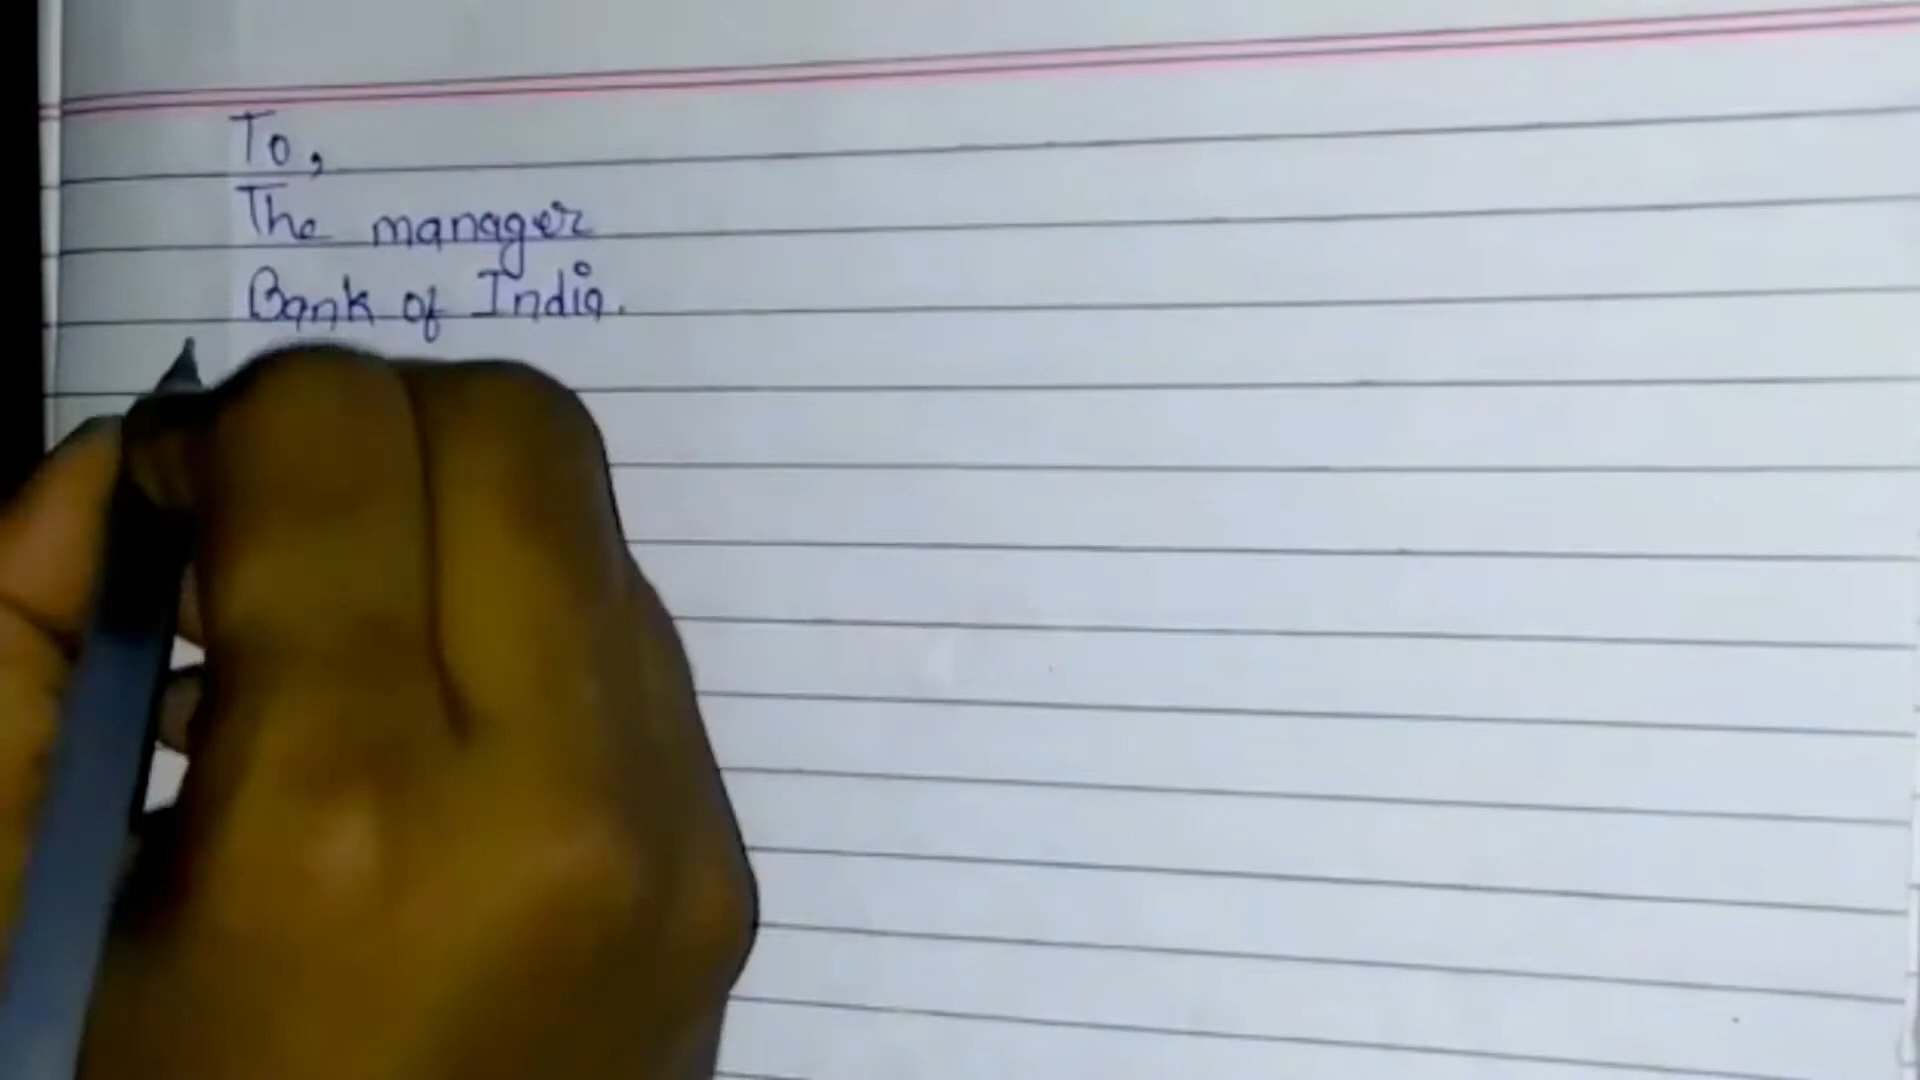 To,
The manager
Bank of India.